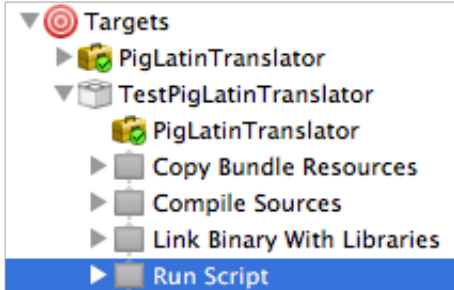 Targets
PigLatinTranslator
TestPigLatinTranslator
PigLatinTranslator
Copy Bundle Resources
Compile Sources
Link Binary With Libraries
Run Script